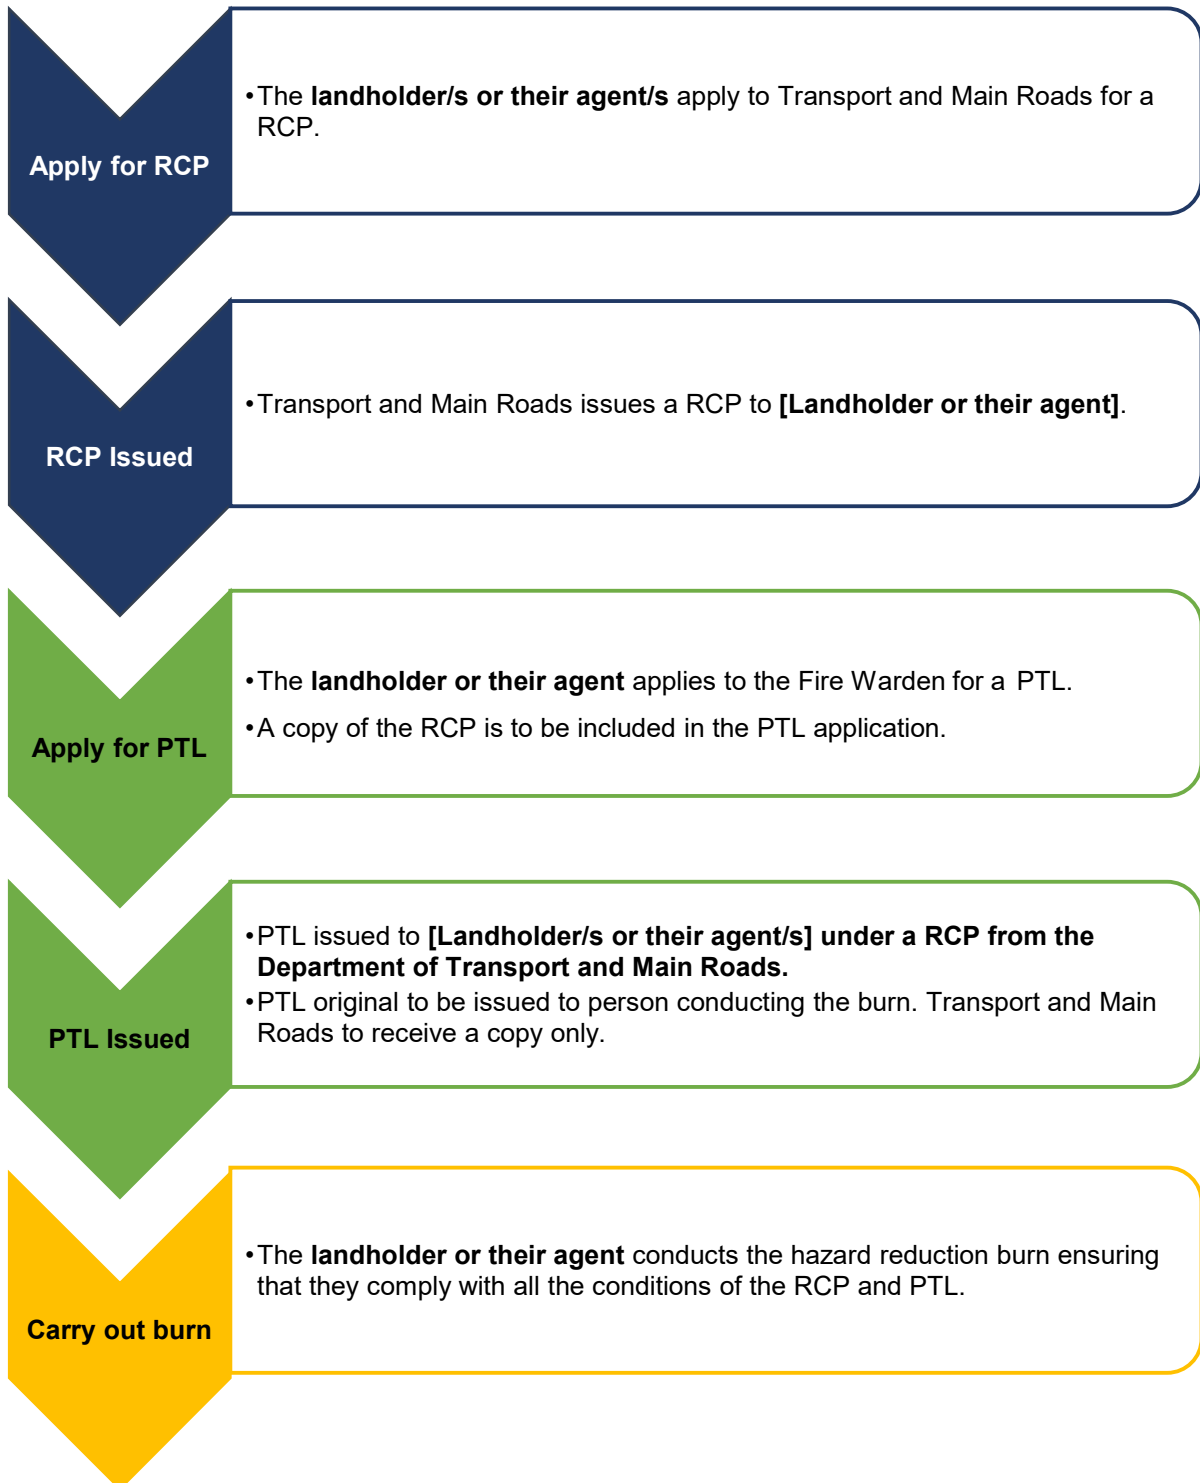 Apply for RCP
•The landholder/s or their agent/s apply to Transport and Main Roads for a
RCP.
RCP Issued
•Transport and Main Roads issues a RCP to [Landholder or their agent].
Apply for PTL
•The landholder or their agent applies to the Fire Warden for a PTL.
•A copy of the RCP is to be included in the PTL application.
PTL Issued
•PTL issued to [Landholder/s or their agent/s] under a RCP from the
Department of Transport and Main Roads.
•PTL original to be issued to person conducting the burn. Transport and Main
Roads to receive a copy only.
Carry out burn
•The landholder or their agent conducts the hazard reduction burn ensuring
that they comply with all the conditions of the RCP and PTL.